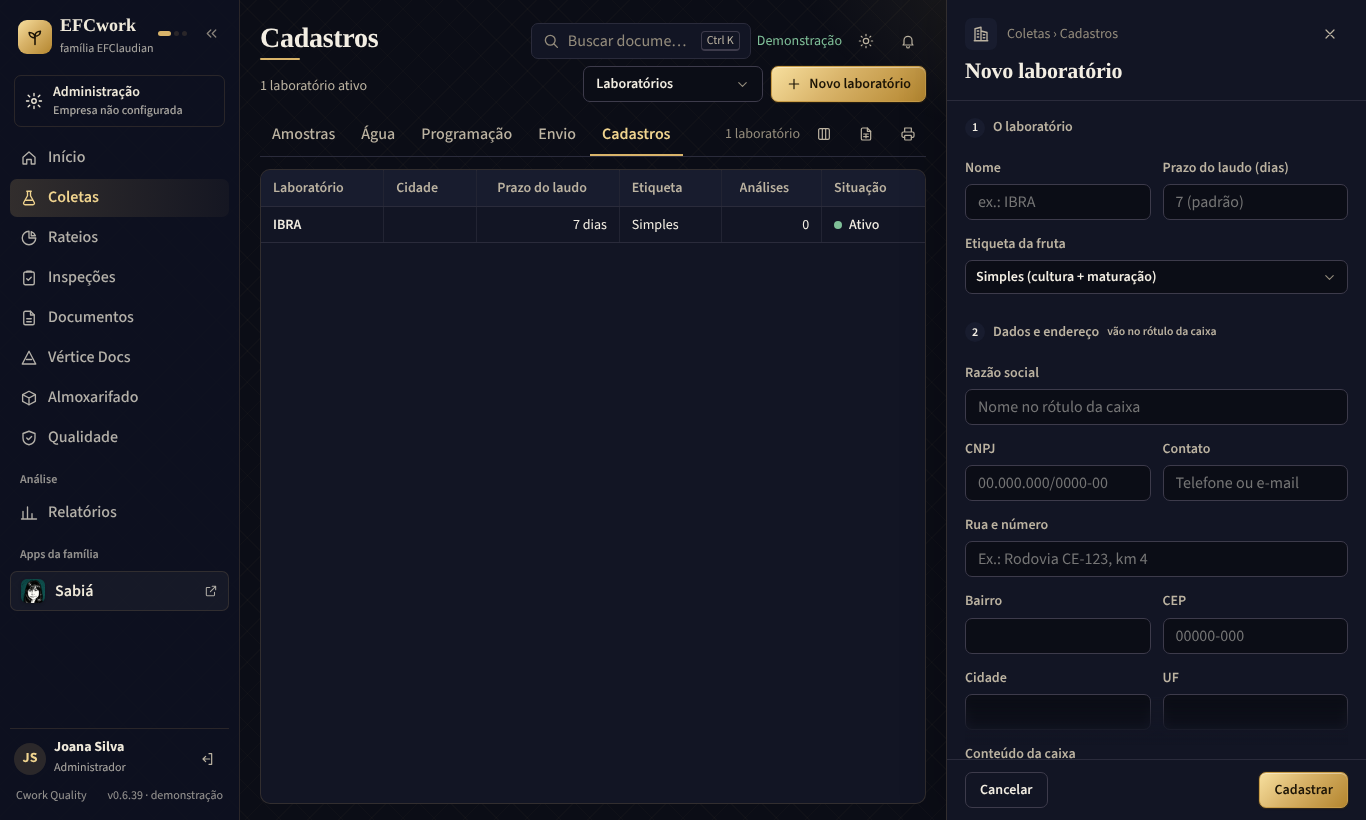 EFCwork
família EFClaudian
Administração
Empresa não configurada
Início
Coletas
Rateios
Inspeções
Documentos
Vértice Docs
Almoxarifado
Qualidade
Análise
Relatórios
Apps da família
Sabiá
JS
Joana Silva
Administrador
Cwork Quality v0.6.39 · demonstração
Cadastros
Buscar docume… Ctrl K
Demonstração
1 laboratório ativo
Laboratórios
Novo laboratório
Amostras Água Programação Envio Cadastros
1 laboratório
Laboratório Cidade Prazo do laudo Etiqueta Análises Situação
IBRA 7 dias Simples 0 Ativo
Coletas › Cadastros
Novo laboratório
1 O laboratório
Nome Prazo do laudo (dias)
ex.: IBRA 7 (padrão)
Etiqueta da fruta
Simples (cultura + maturação)
2 Dados e endereço vão no rótulo da caixa
Razão social
Nome no rótulo da caixa
CNPJ Contato
00.000.000/0000-00 Telefone ou e-mail
Rua e número
Ex.: Rodovia CE-123, km 4
Bairro CEP
00000-000
Cidade UF
Conteúdo da caixa
Cancelar Cadastrar